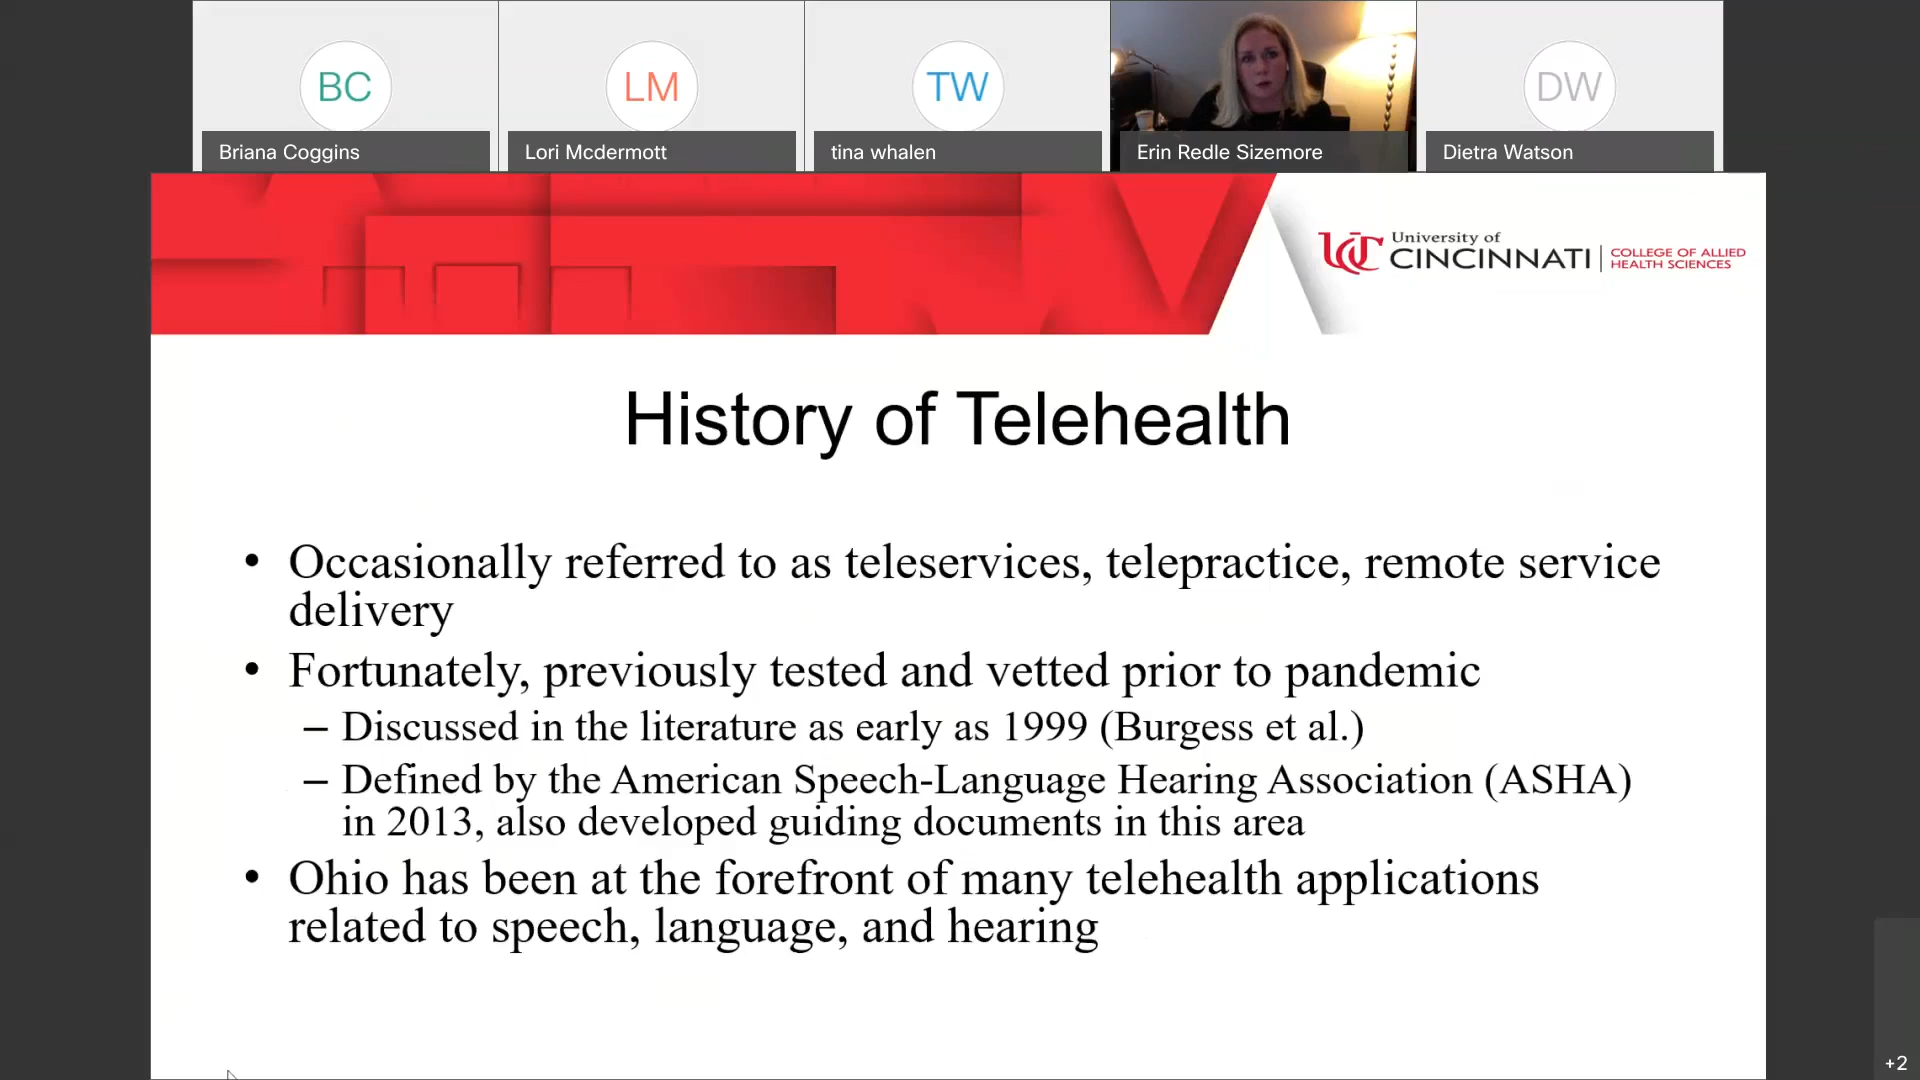 BC
LM
TW
DW
Briana Coggins
Lori Mcdermott
tina whalen
Erin Redle Sizemore
Dietra Watson
UC
University of
CINCINNATI
COLLEGE OF ALLIED
HEALTH SCIENCES
History of Telehealth
• Occasionally referred to as teleservices, telepractice, remote service
delivery
• Fortunately, previously tested and vetted prior to pandemic
– Discussed in the literature as early as 1999 (Burgess et al.)
– Defined by the American Speech-Language Hearing Association (ASHA)
in 2013, also developed guiding documents in this area
• Ohio has been at the forefront of many telehealth applications
related to speech, language, and hearing
+2